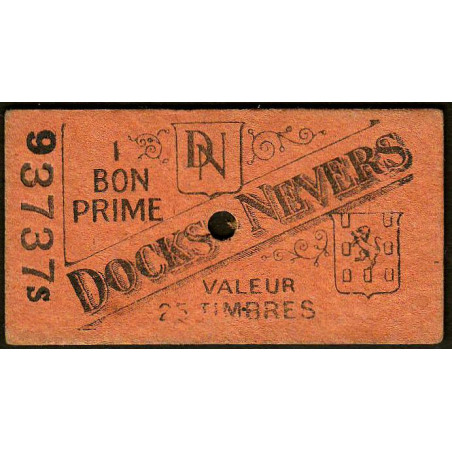 93737s
1
BON
PRIME
DN
DOCKS NEVERS
VALEUR
25 TIMBRES